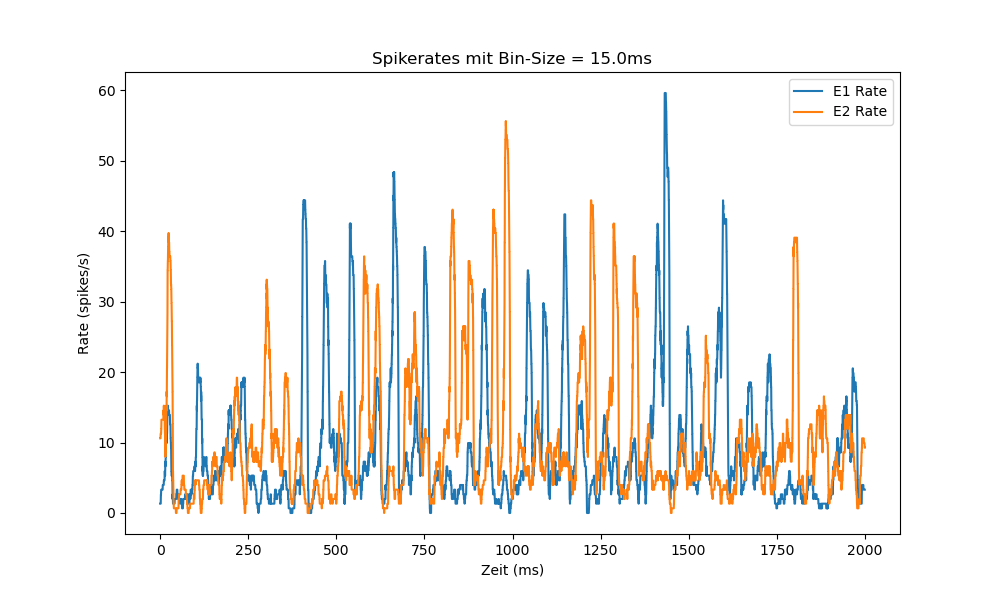 Spikerates mit Bin-Size = 15.0ms
E1 Rate
E2 Rate
60
50
40
30
20
10
0
Rate (spikes/s)
0 250 500 750 1000 1250 1500 1750 2000
Zeit (ms)